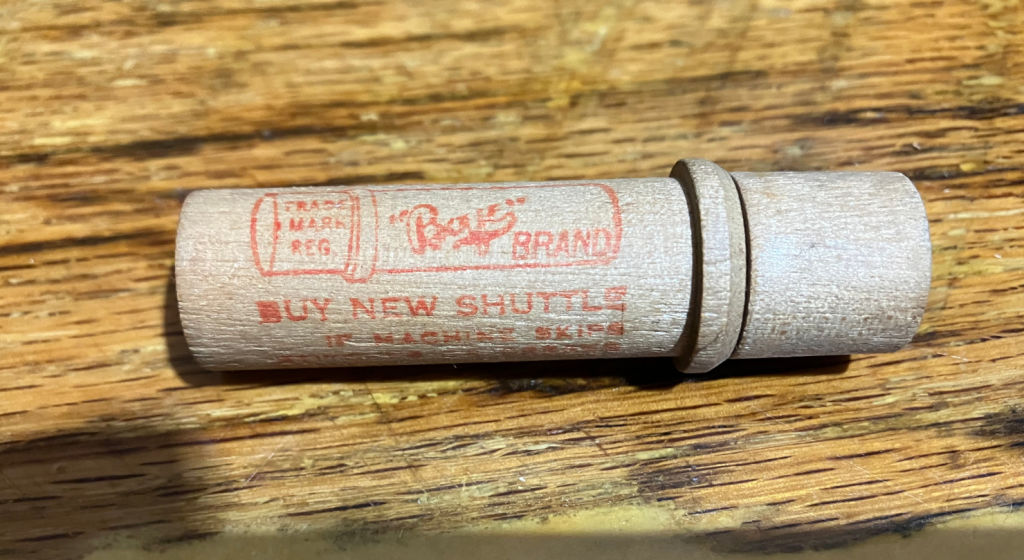 TRADE
MARK
REG.
"Boye" BRAND
BUY NEW SHUTTLE
IF MACHINE SKIPS